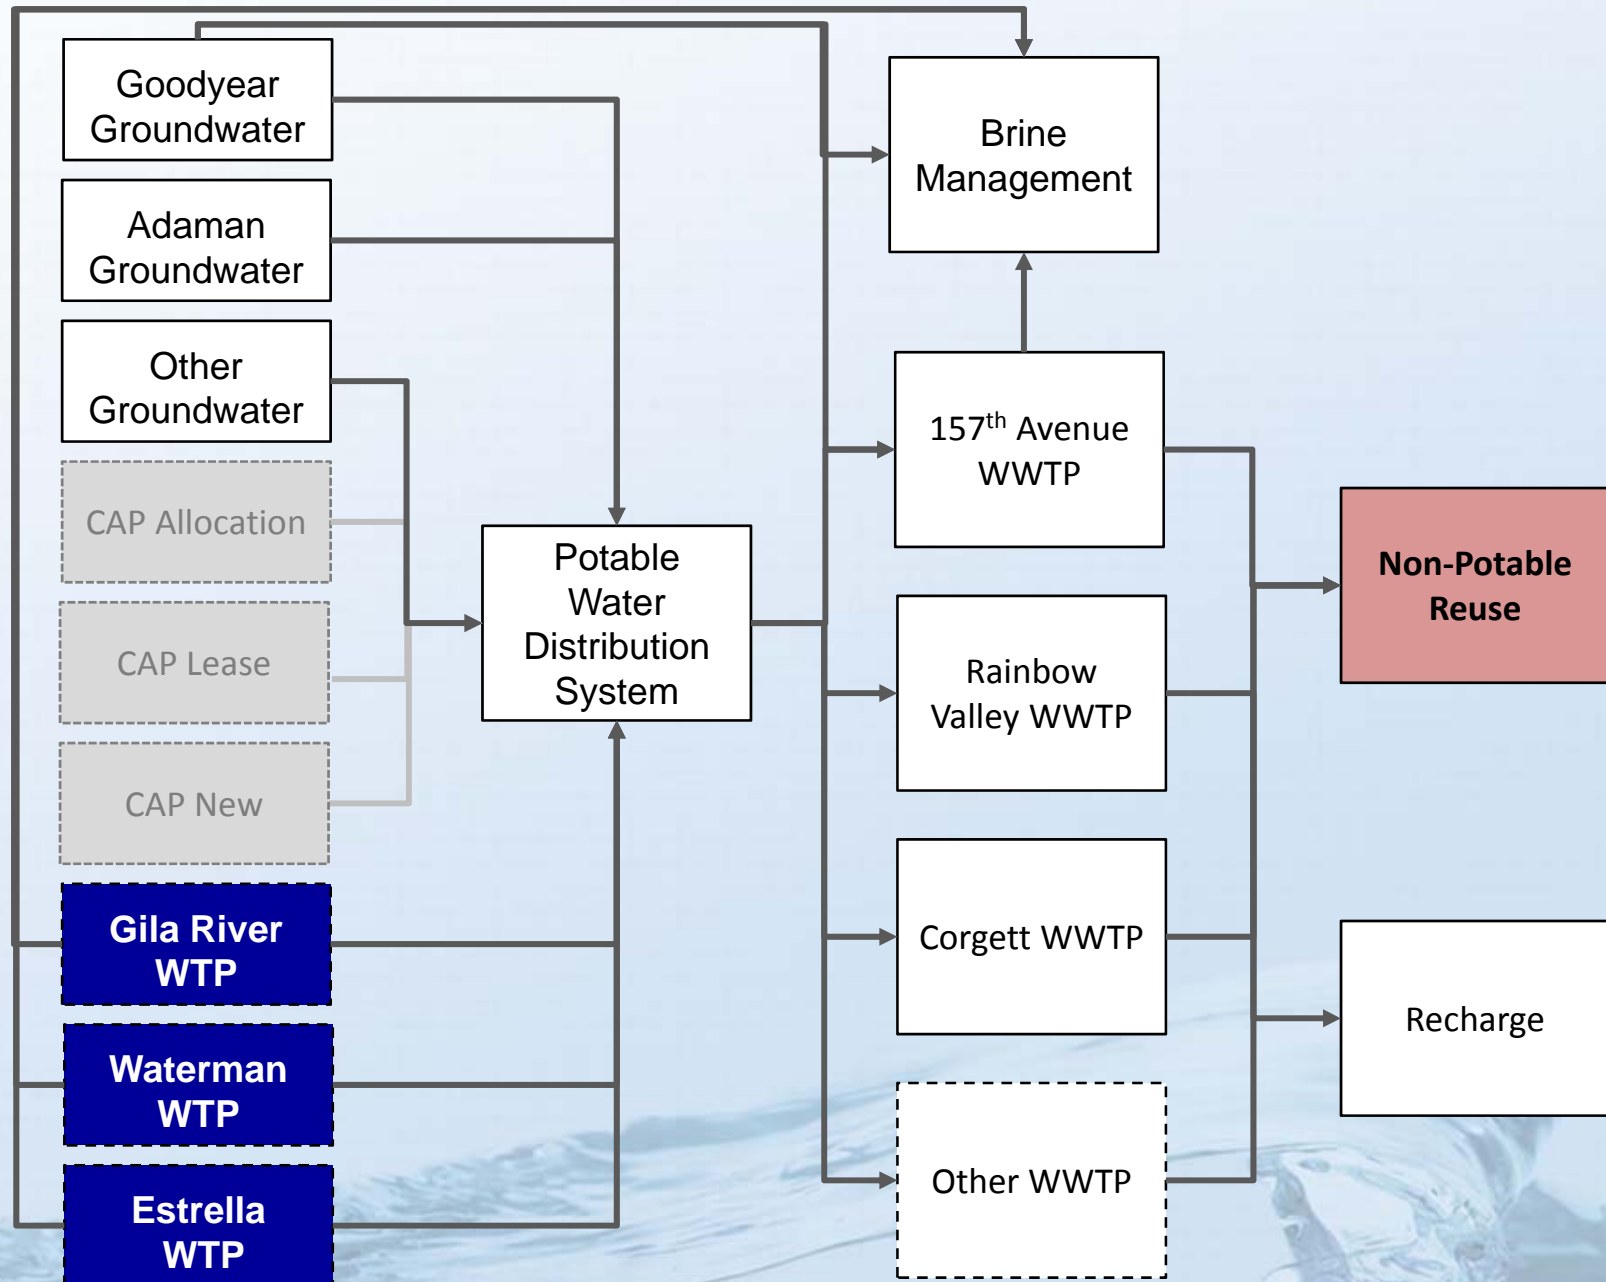 Goodyear
Groundwater
Adaman
Groundwater
Other
Groundwater
CAP Allocation
CAP Lease
CAP New
Gila River
WTP
Waterman
WTP
Estrella
WTP
Potable
Water
Distribution
System
Brine
Management
157th Avenue
WWTP
Rainbow
Valley WWTP
Corgett WWTP
Other WWTP
Non-Potable
Reuse
Recharge